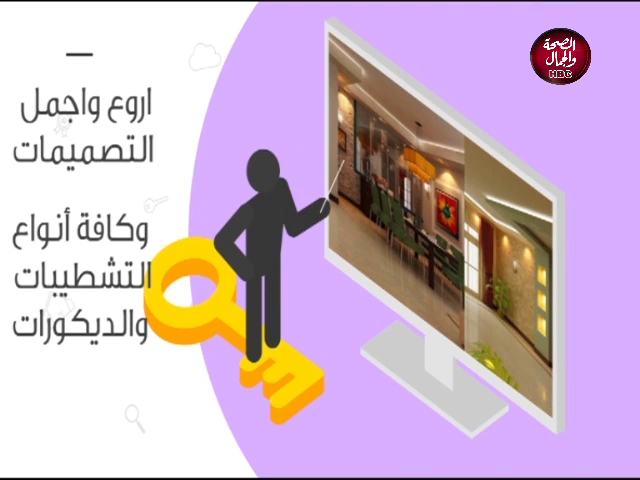 الصحة
والجمال
HBC
اروع واجمل
التصميمات
وكافة أنواع
التشطيبات
والديكورات